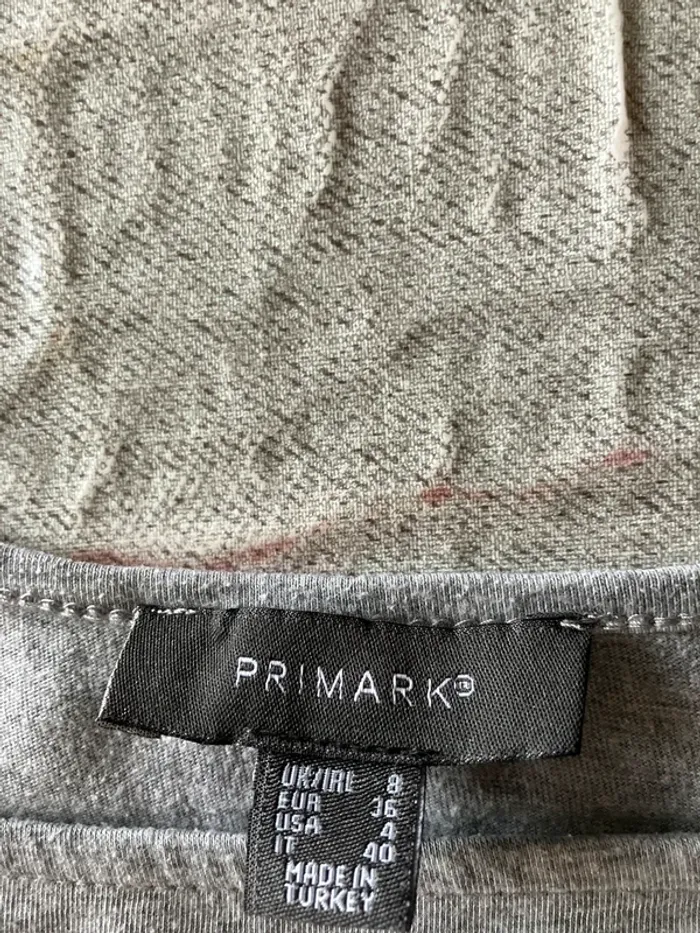 PRIMARK®
UK/IRL 8
EUR 36
USA 4
IT 40
MADE IN
TURKEY